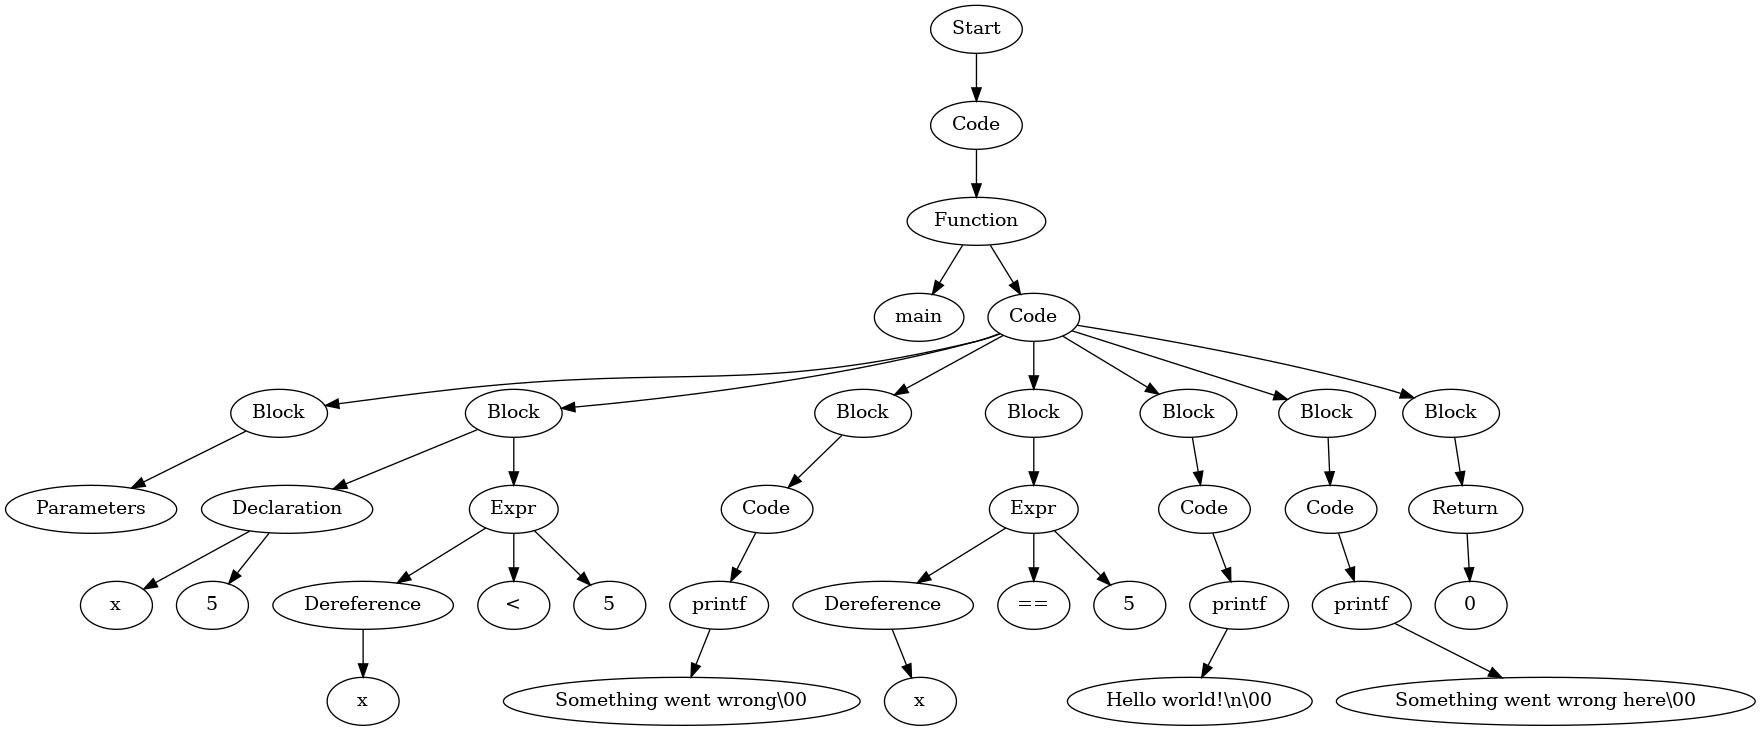 Start
Code
Function
main
Code
Block
Block
Block
Block
Block
Block
Block
Parameters
Declaration
Expr
Code
Expr
Code
Code
Return
x
5
Dereference
<
5
printf
Dereference
==
5
printf
printf
0
x
Something went wrong\00
x
Hello world!\n\00
Something went wrong here\00